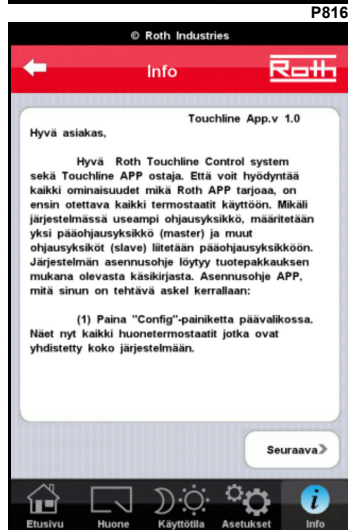 P816
© Roth Industries
Info
Roth
Touchline App.v 1.0
Hyvä asiakas,
Hyvä Roth Touchline Control system
sekä Touchline APP ostaja. Että voit hyödyntää
kaikki ominaisuudet mikä Roth APP tarjoaa, on
ensin otettava kaikki termostaatit käyttöön. Mikäli
järjestelmässä useampi ohjausyksikkö, määritetään
yksi pääohjausyksikkö (master) ja muut
ohjausyksiköt (slave) liitetään pääohjausyksikköön.
Järjestelmän asennusohje löytyy tuotepakkauksen
mukana olevasta käsikirjasta. Asennusohje APP,
mitä sinun on tehtävä askel kerrallaan:
(1) Paina "Config"-painiketta päävalikossa.
Näet nyt kaikki huonetermostaatit jotka ovat
yhdistetty koko järjestelmään.
Seuraava
Etusivu Huone Käyttötila Asetukset Info